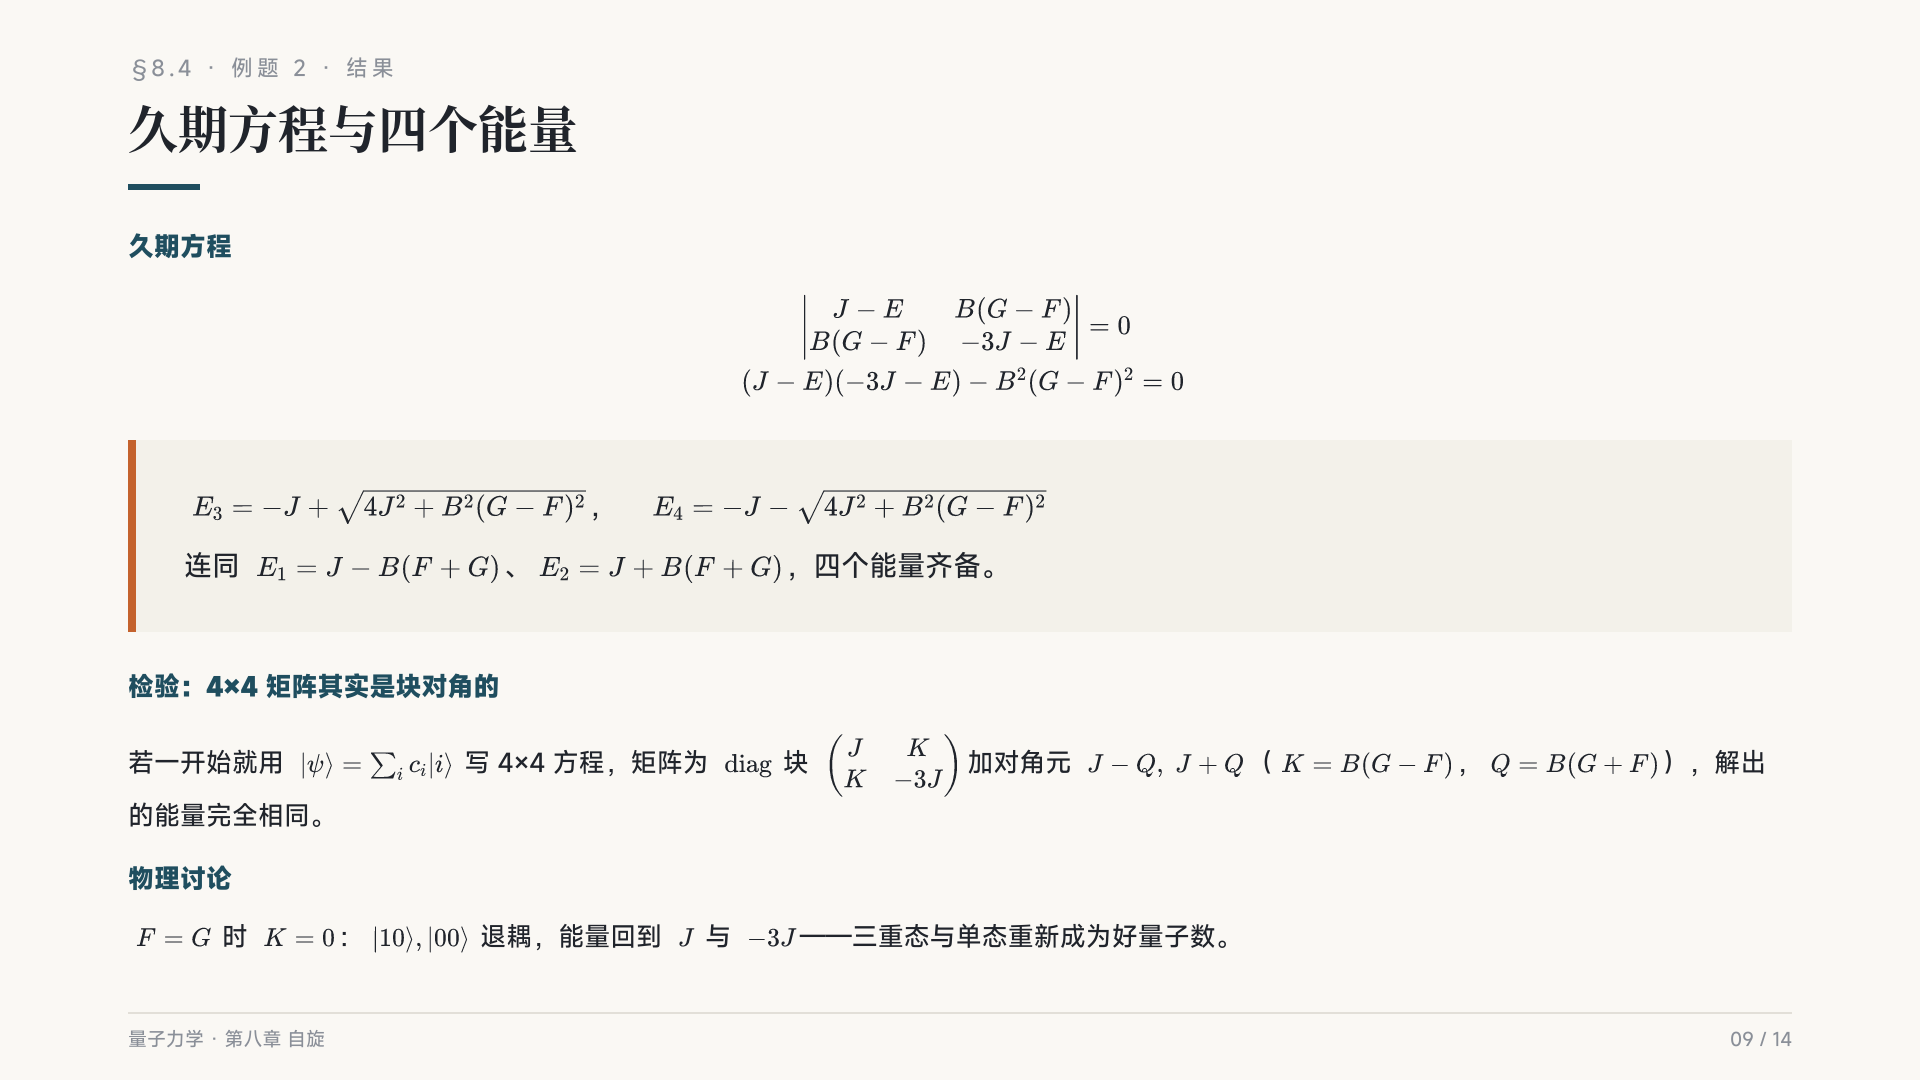 §8.4 · 例题 2 · 结果
久期方程与四个能量
久期方程
| J − E  B(G − F) |
| B(G − F)  −3J − E | = 0
(J − E)(−3J − E) − B²(G − F)² = 0
E₃ = −J + √(4J² + B²(G − F)²), E₄ = −J − √(4J² + B²(G − F)²)
连同 E₁ = J − B(F + G)、E₂ = J + B(F + G)，四个能量齐备。
检验：4×4 矩阵其实是块对角的
若一开始就用 |ψ⟩ = ∑ᵢ cᵢ|i⟩ 写 4×4 方程，矩阵为 diag 块 (J K; K −3J) 加对角元 J − Q, J + Q（K = B(G − F), Q = B(G + F)），解出
的能量完全相同。
物理讨论
F = G 时 K = 0：|10⟩, |00⟩ 退耦，能量回到 J 与 −3J——三重态与单态重新成为好量子数。
量子力学 · 第八章 自旋
09 / 14